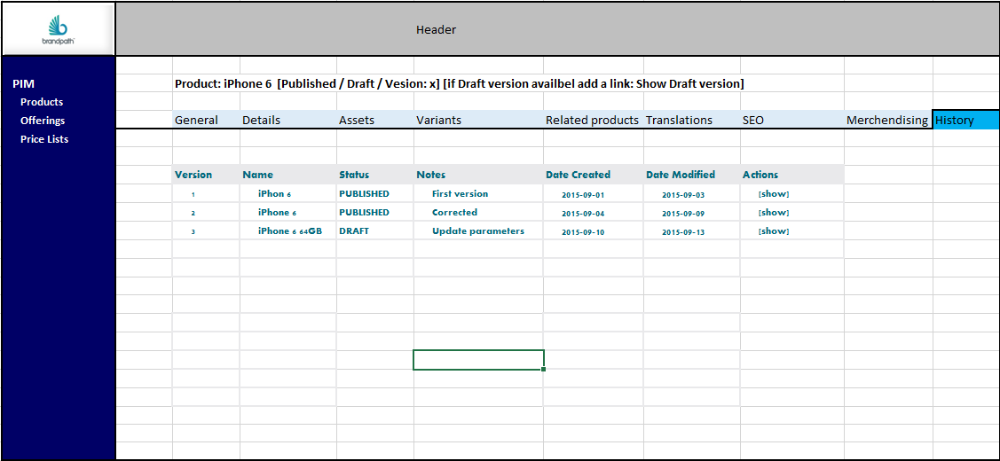 brandpath
Header
PIM
Products
Offerings
Price Lists
Product: iPhone 6 [Published / Draft / Vesion: x] [if Draft version availbel add a link: Show Draft version]
General Details Assets Variants Related products Translations SEO Merchendising History
Version Name Status Notes Date Created Date Modified Actions
1 iPhon 6 PUBLISHED First version 2015-09-01 2015-09-03 [show]
2 iPhone 6 PUBLISHED Corrected 2015-09-04 2015-09-09 [show]
3 iPhone 6 64GB DRAFT Update parameters 2015-09-10 2015-09-13 [show]